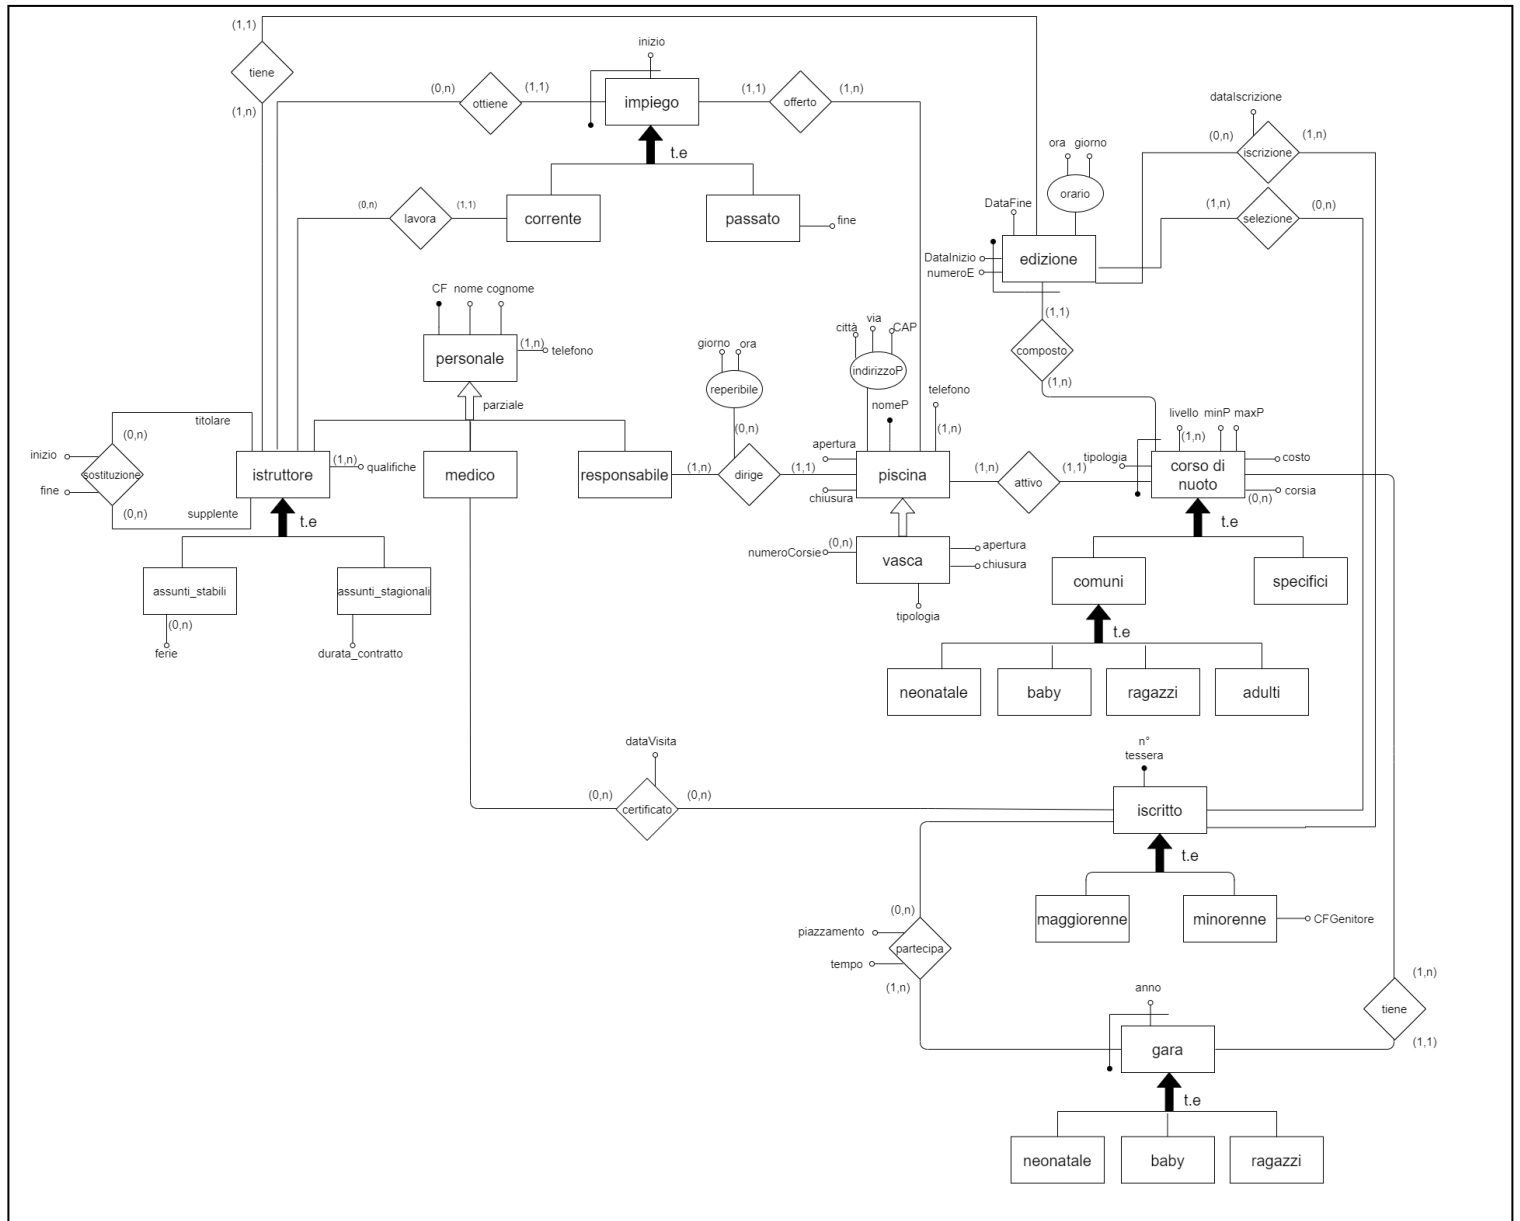 (1,1)
tiene
(1,n)
inizio
(0,n)
ottiene
(1,1)
impiego
(1,1)
offerto
(1,n)
t.e
(0,n)
lavora
(1,1)
corrente
passato
fine
dataIscrizione
(0,n)
iscrizione
(1,n)
ora
giorno
orario
(1,n)
selezione
(0,n)
DataFine
DataInizio
numeroE
edizione
(1,1)
composto
(1,n)
CF
nome
cognome
personale
(1,n)
telefono
parziale
giorno
ora
reperibile
(0,n)
città
via
CAP
indirizzoP
nomeP
telefono
(1,n)
apertura
chiusura
piscina
titolare
(0,n)
inizio
sostituzione
fine
(0,n)
supplente
istruttore
(1,n)
qualifiche
medico
responsabile
(1,n)
dirige
(1,1)
(1,n)
attivo
(1,1)
livello
minP
maxP
(1,n)
tipologia
corso di
nuoto
costo
corsia
(0,n)
t.e
assunti_stabili
(0,n)
ferie
assunti_stagionali
durata_contratto
numeroCorsie
(0,n)
vasca
apertura
chiusura
tipologia
t.e
comuni
specifici
t.e
neonatale
baby
ragazzi
adulti
dataVisita
(0,n)
certificato
(0,n)
n°
tessera
iscritto
t.e
maggiorenne
minorenne
CFGenitore
(0,n)
piazzamento
partecipa
tempo
(1,n)
(1,n)
tiene
(1,1)
anno
gara
t.e
neonatale
baby
ragazzi